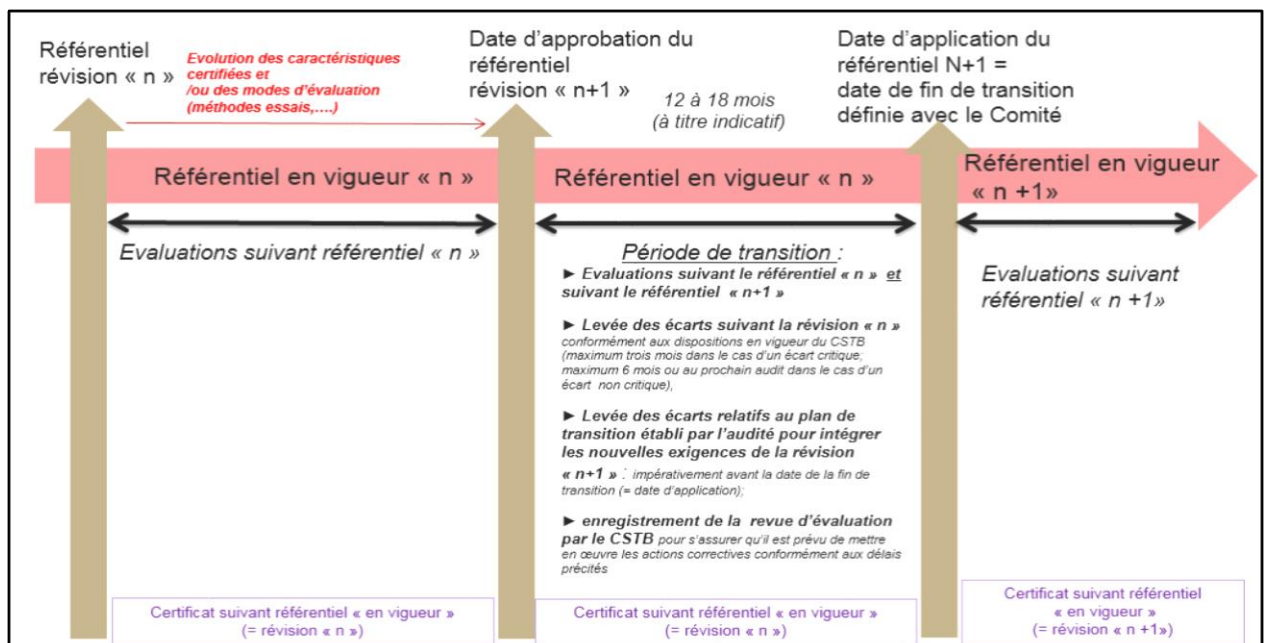 Référentiel
révision « n »
Evolution des caractéristiques
certifiées et
/ou des modes d'évaluation
(méthodes essais,....)
Date d'approbation du
référentiel
révision « n+1 »
12 à 18 mois
(à titre indicatif)
Date d'application du
référentiel N+1 =
date de fin de transition
définie avec le Comité
Référentiel en vigueur « n »
Référentiel en vigueur « n »
Référentiel en vigueur
« n +1»
Evaluations suivant référentiel « n »
Période de transition :
► Evaluations suivant le référentiel « n » et
suivant le référentiel « n+1 »
► Levée des écarts suivant la révision « n »
conformément aux dispositions en vigueur du CSTB
(maximum trois mois dans le cas d'un écart critique;
maximum 6 mois ou au prochain audit dans le cas d'un
écart non critique),
► Levée des écarts relatifs au plan de
transition établi par l'audité pour intégrer
les nouvelles exigences de la révision
« n+1 » : impérativement avant la date de la fin de
transition (= date d'application);
► enregistrement de la revue d'évaluation
par le CSTB pour s'assurer qu'il est prévu de mettre
en œuvre les actions correctives conformément aux délais
précités
Evaluations suivant
référentiel « n +1»
Certificat suivant référentiel « en vigueur »
(= révision « n »)
Certificat suivant référentiel « en vigueur »
(= révision « n »)
Certificat suivant référentiel
« en vigueur »
(= révision « n +1»)